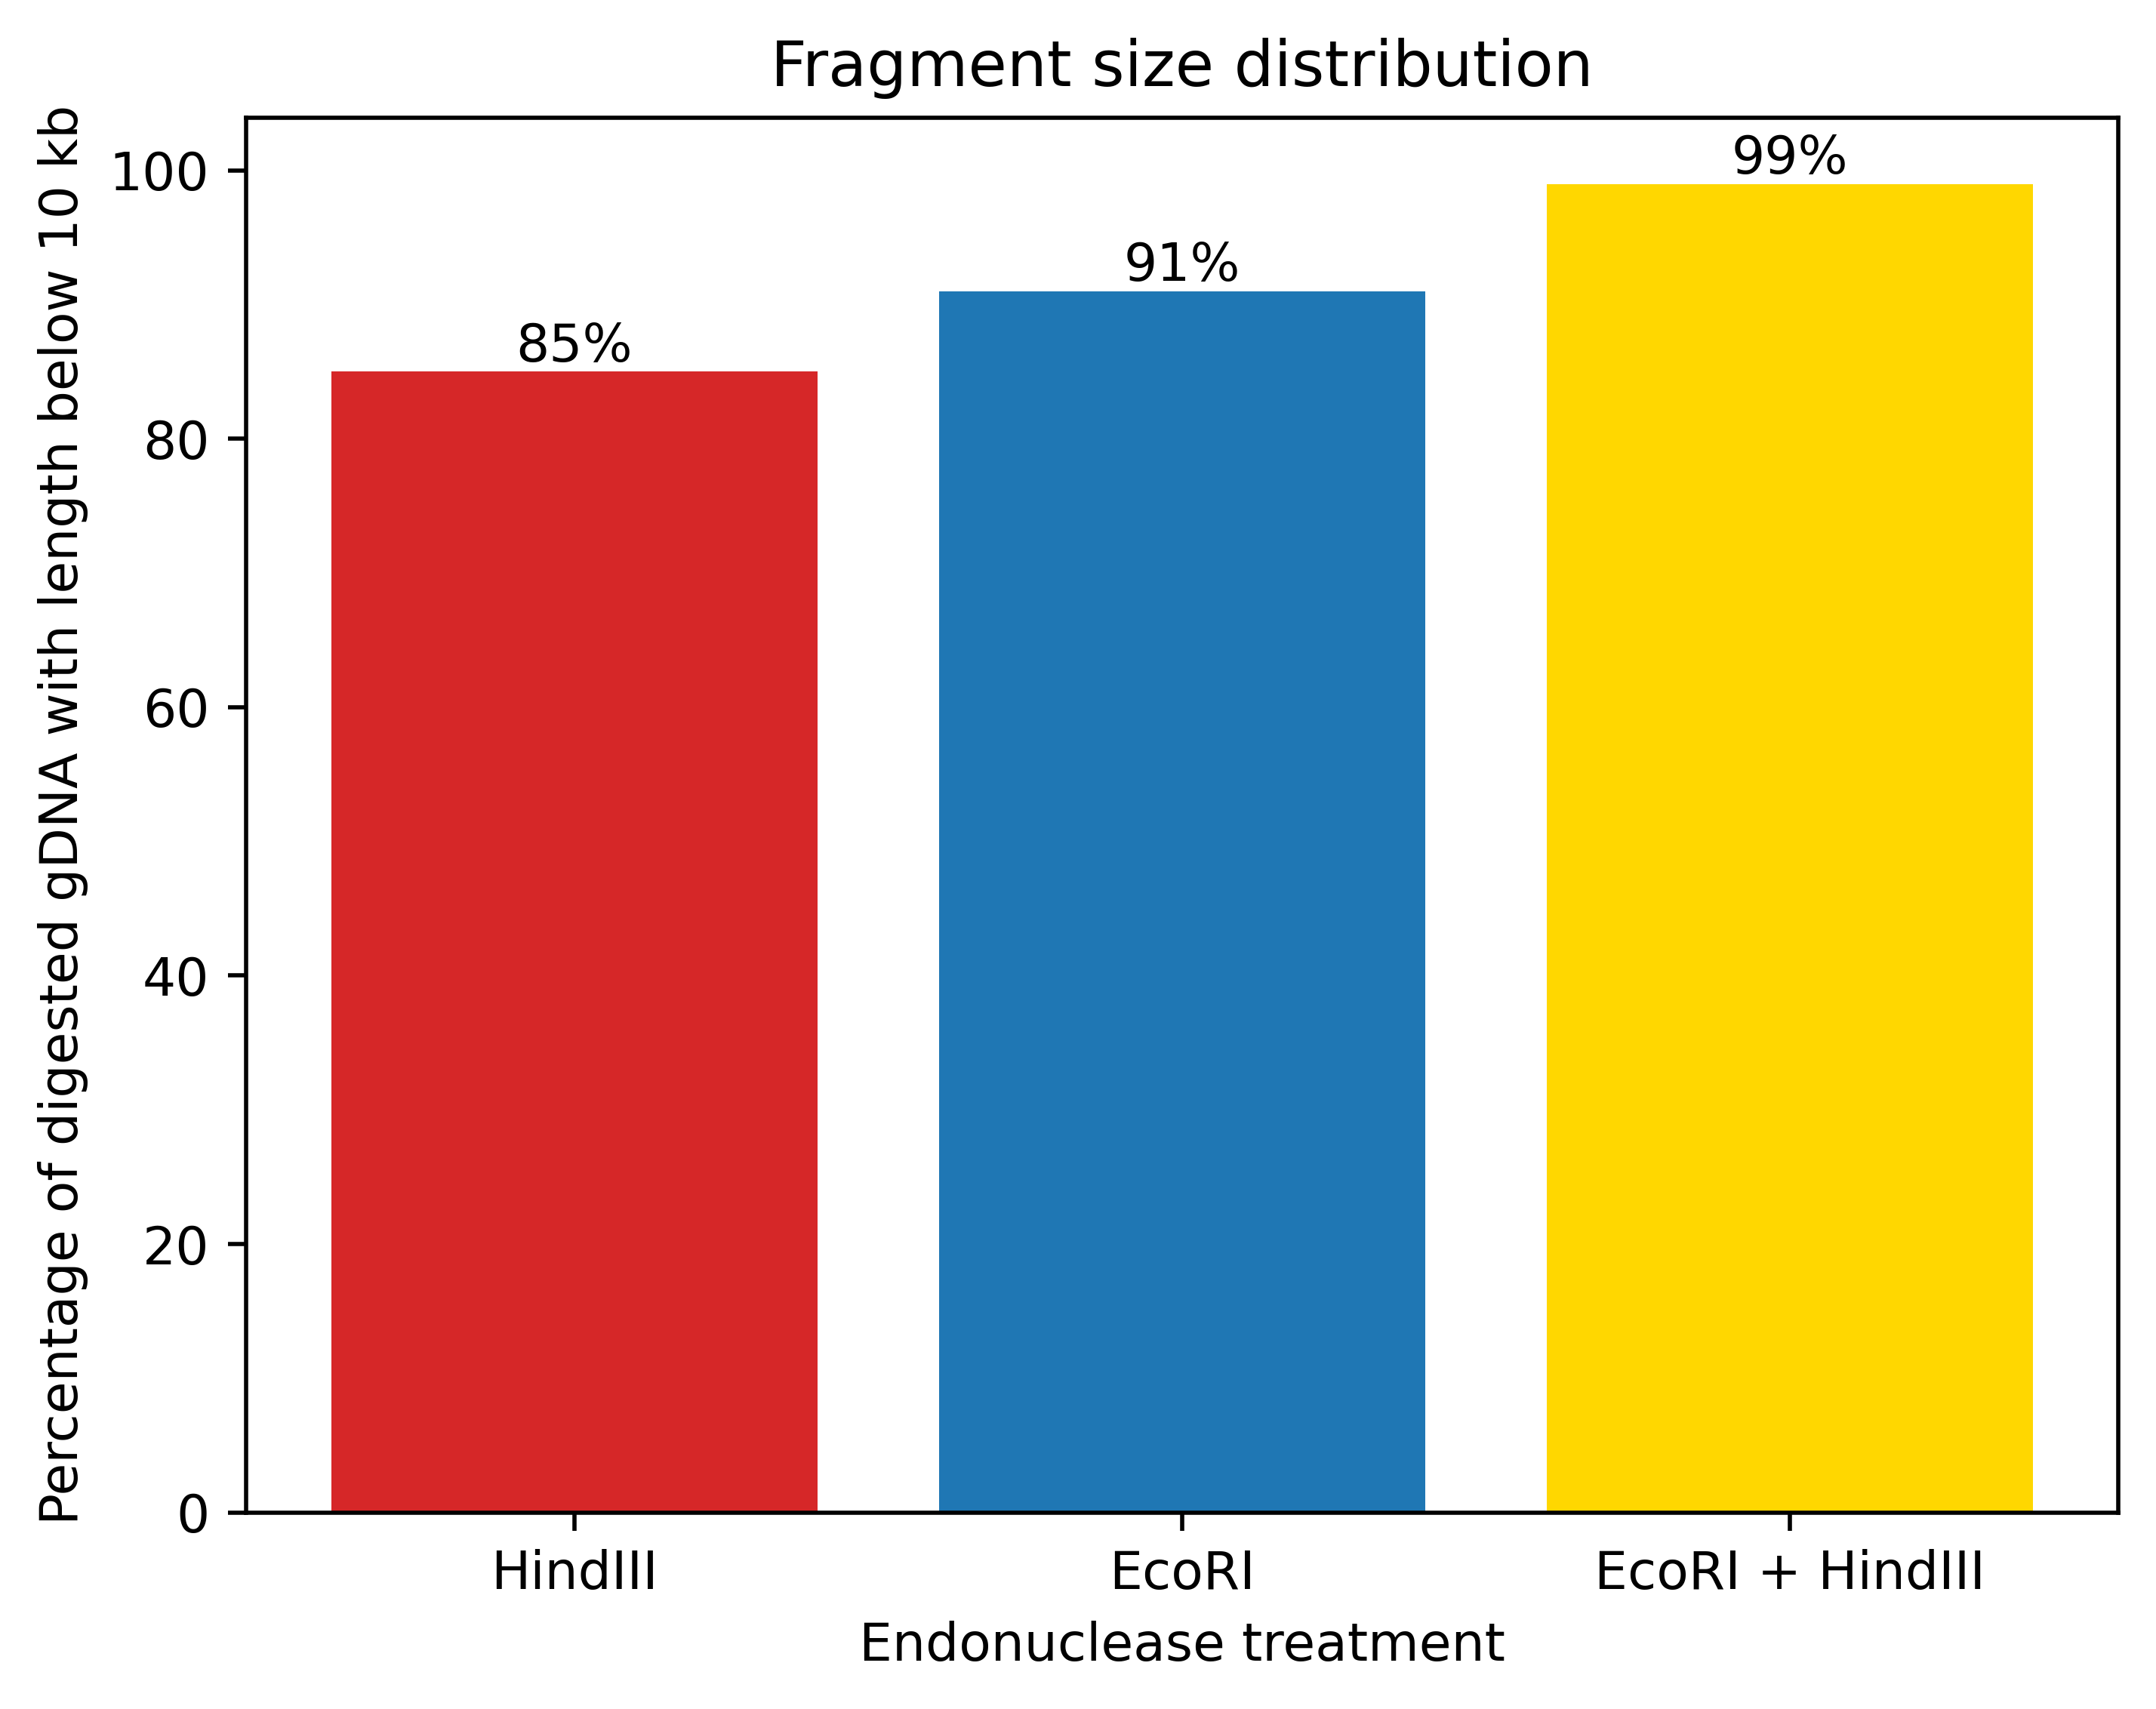 Fragment size distribution
Percentage of digested gDNA with length below 10 kb
100
80
60
40
20
0
85%
91%
99%
HindIII
EcoRI
EcoRI + HindIII
Endonuclease treatment